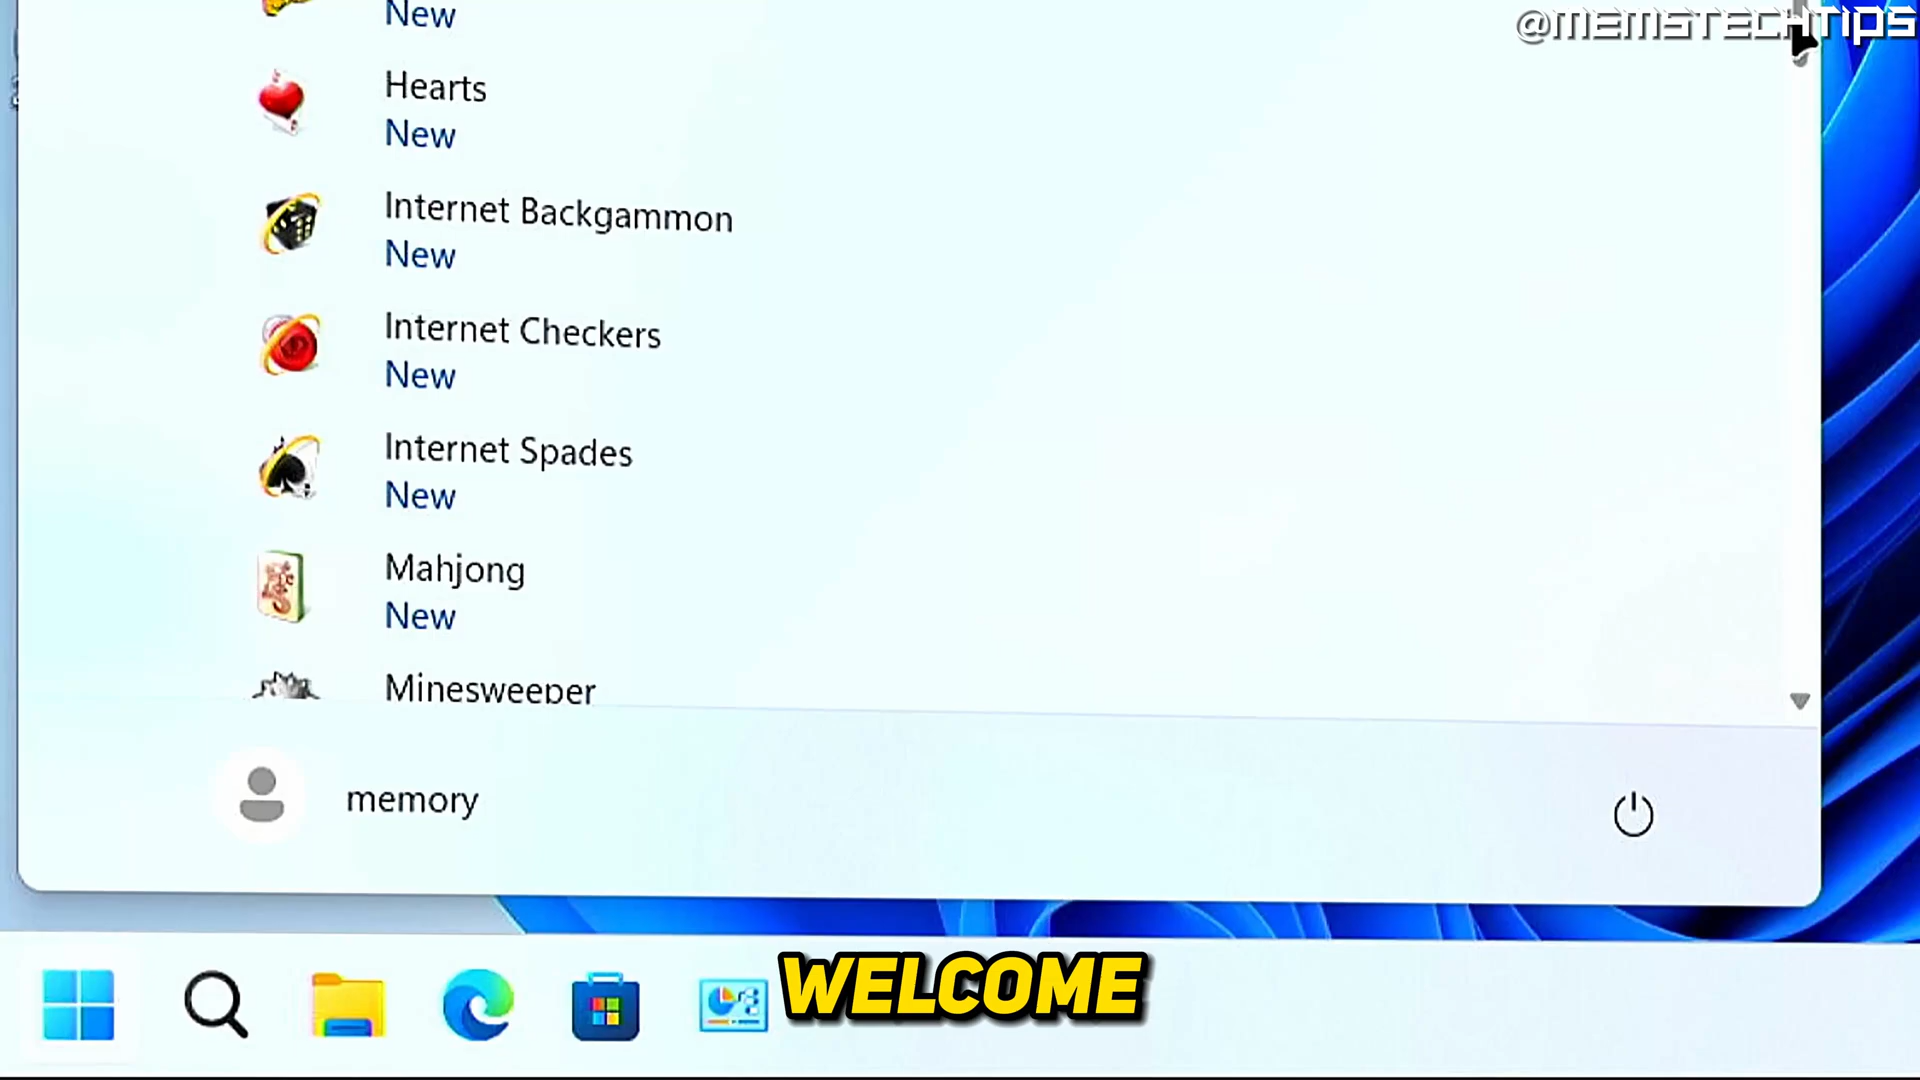 @MEMSTECHTIPS
New
Hearts
New
Internet Backgammon
New
Internet Checkers
New
Internet Spades
New
Mahjong
New
Minesweeper
memory
WELCOME